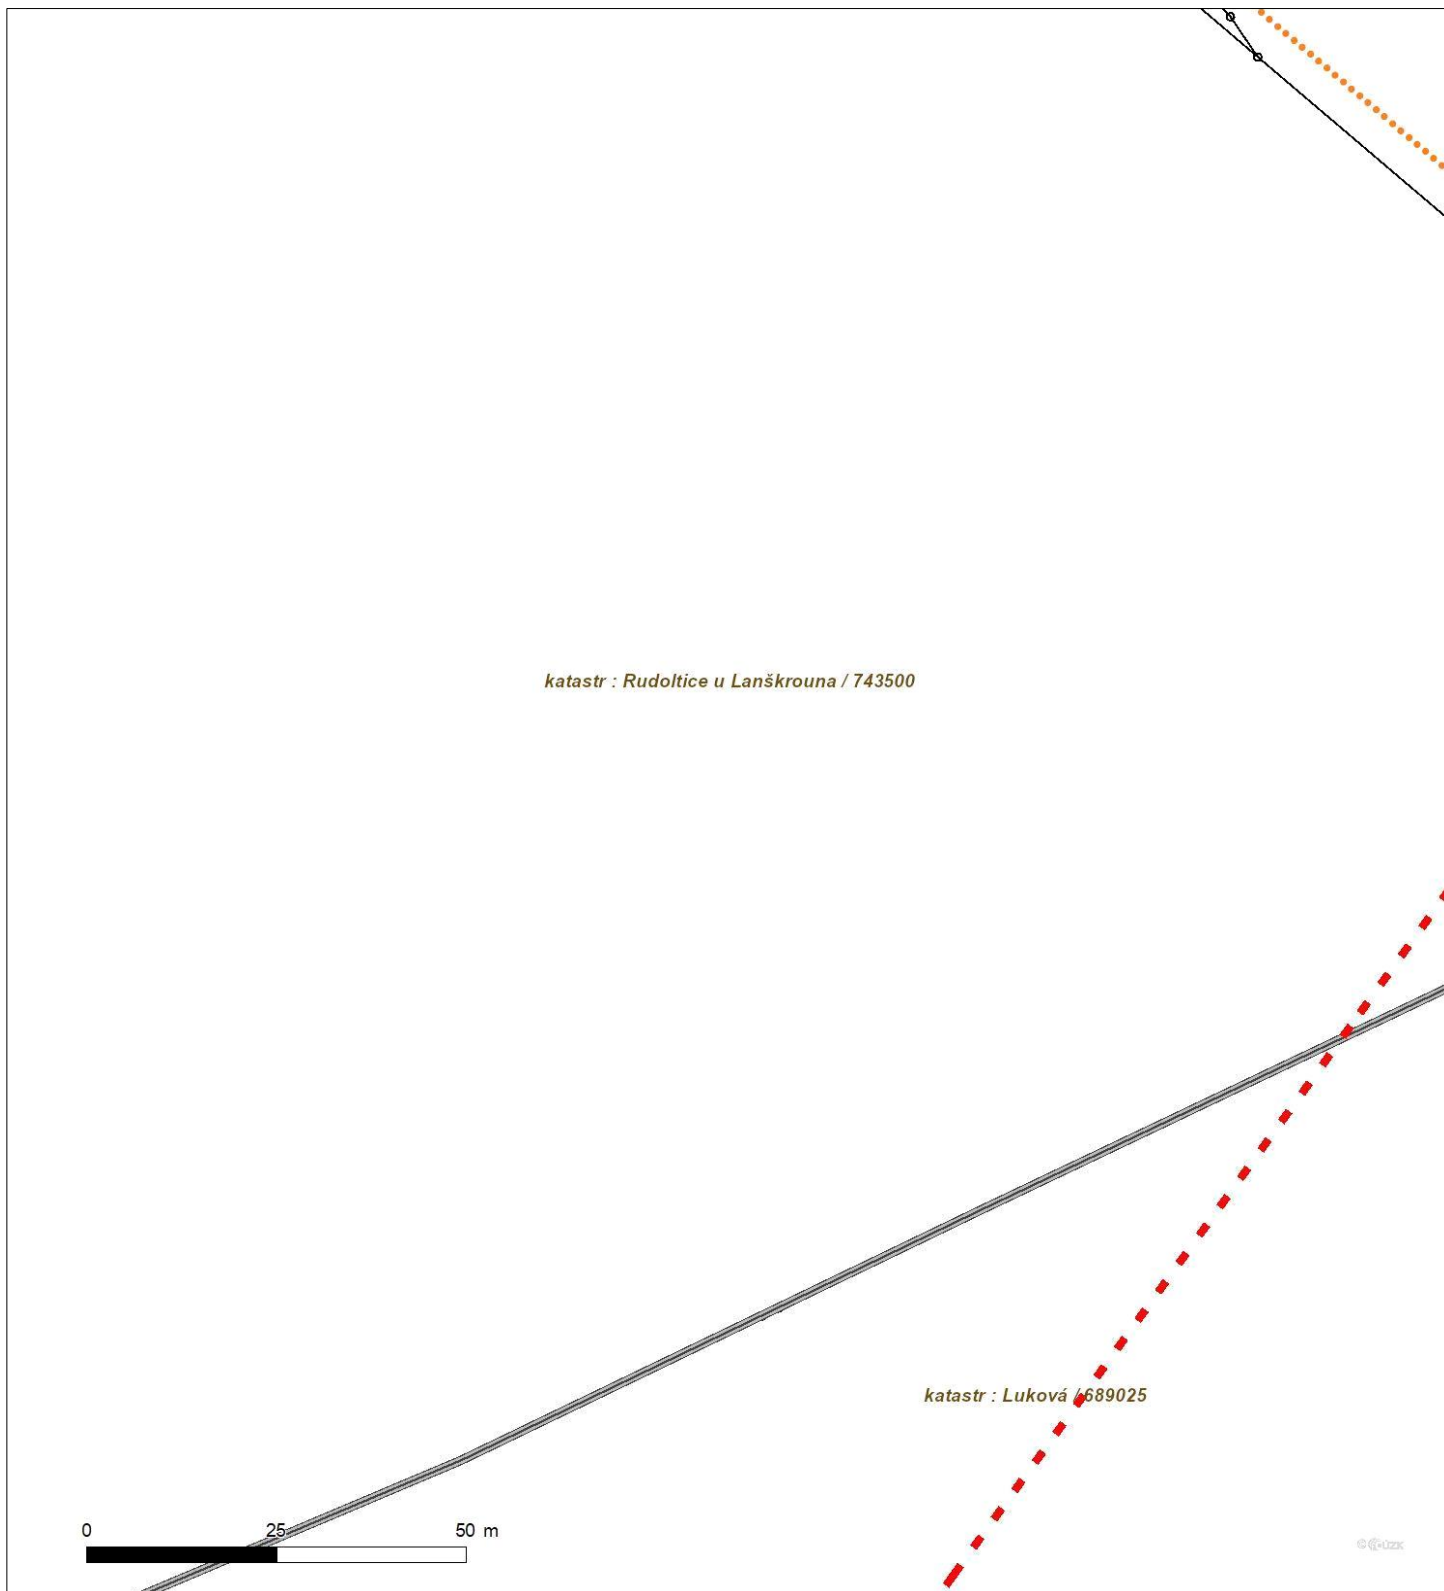 katastr : Rudoltice u Lanškrouna / 743500
katastr : Luková / 689025
0 25 50 m